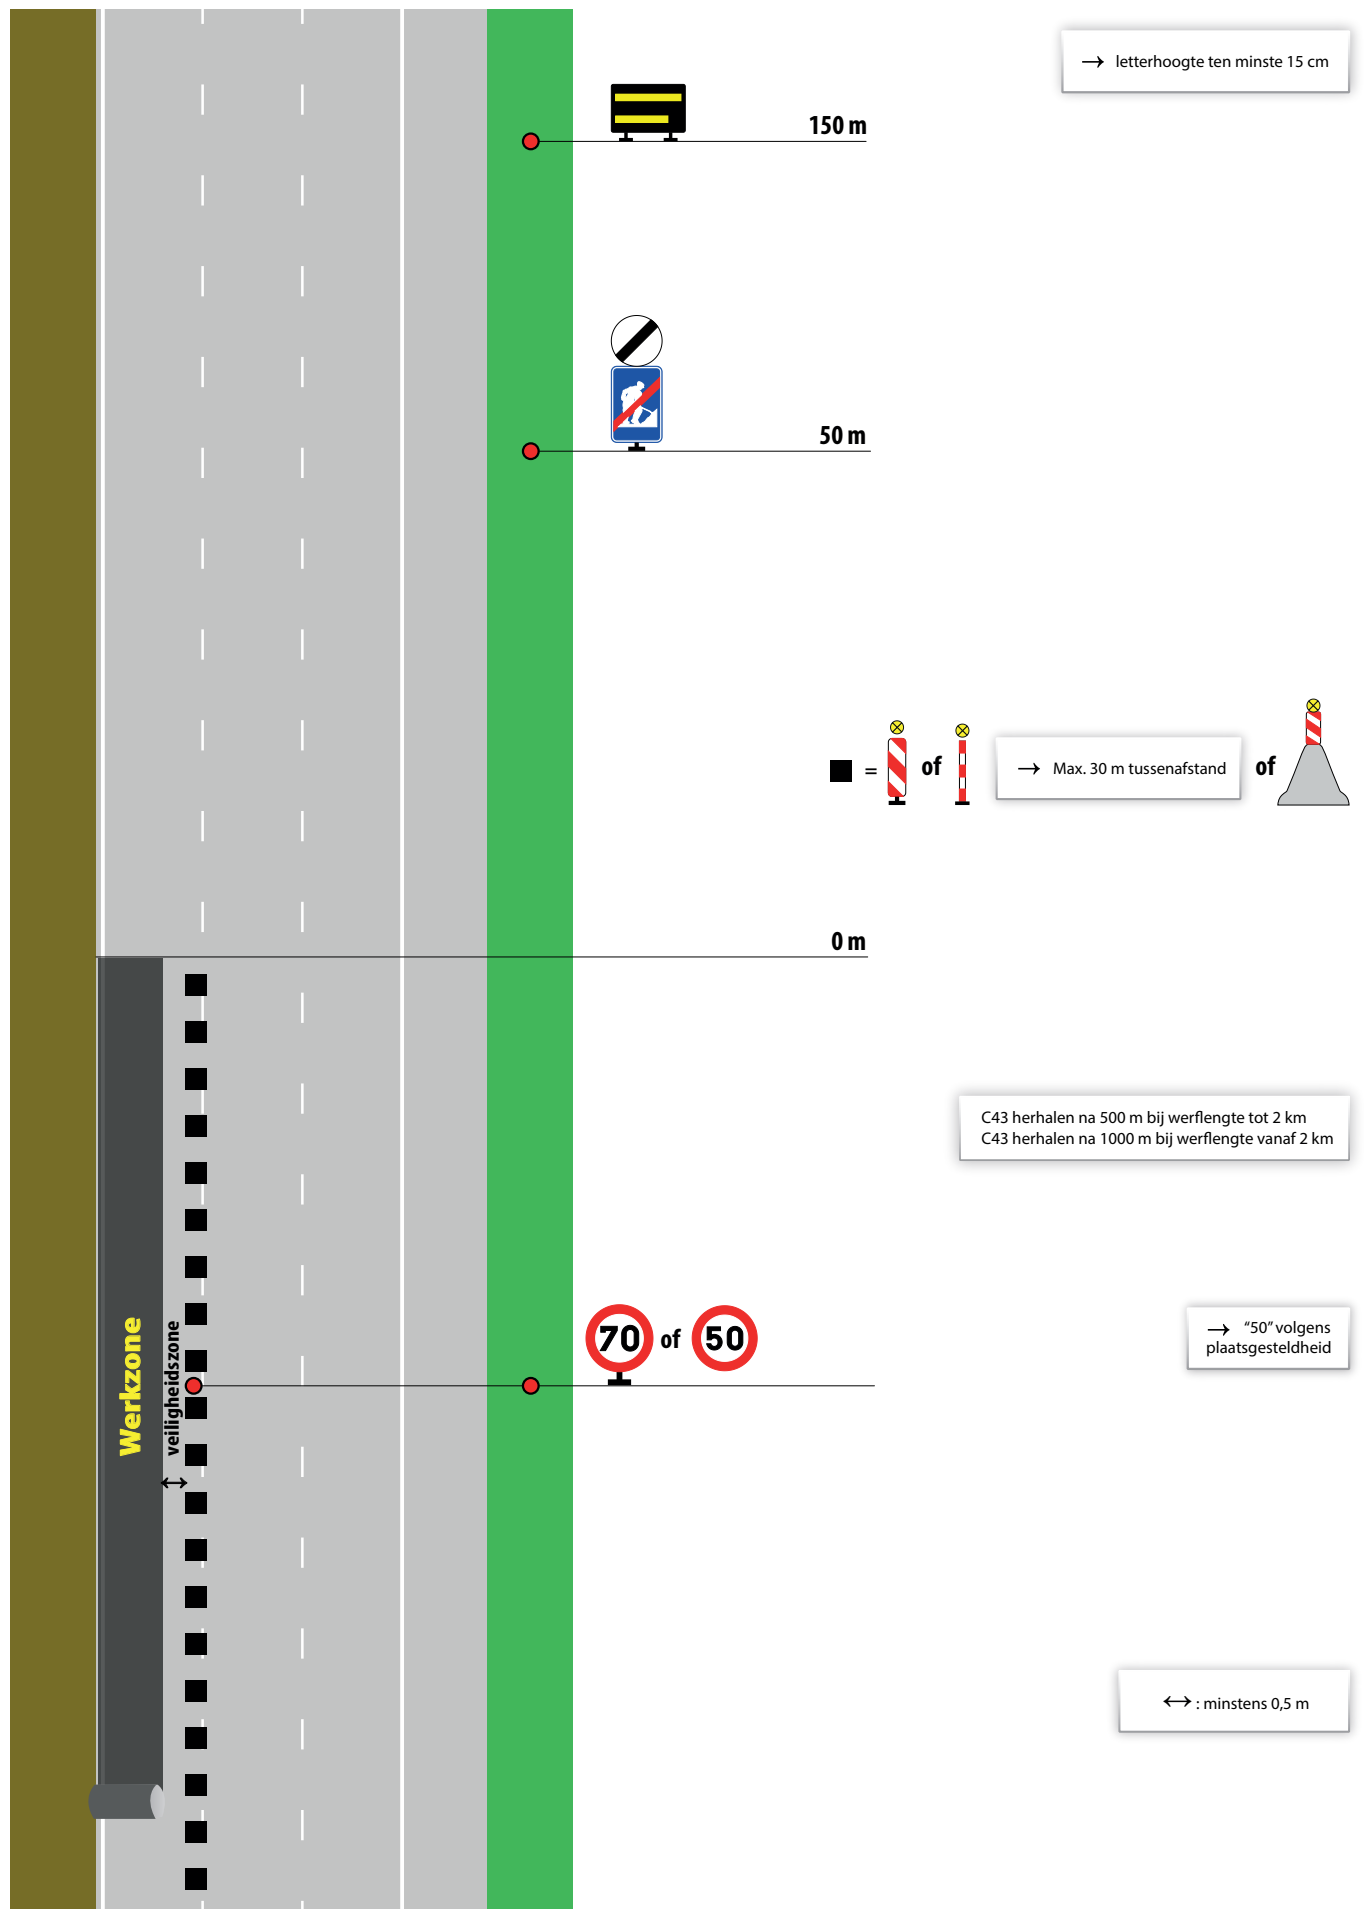 → letterhoogte ten minste 15 cm
150 m
50 m
= of → Max. 30 m tussenafstand of
0 m
C43 herhalen na 500 m bij werflengte tot 2 km
C43 herhalen na 1000 m bij werflengte vanaf 2 km
70 of 50
→ “50” volgens
plaatsgesteldheid
Werkzone
veiligheidszone
↔ : minstens 0,5 m